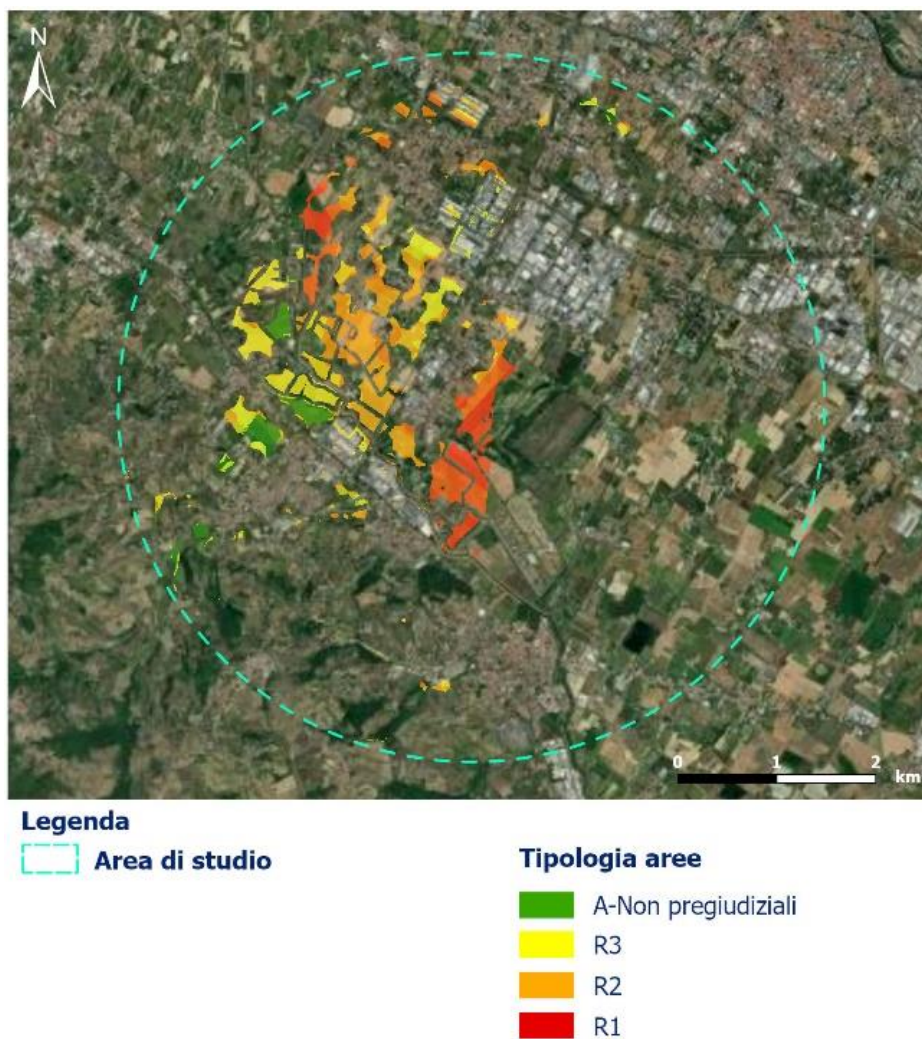 N
0 1 2
km
Legenda
Area di studio
Tipologia aree
A-Non pregiudiziali
R3
R2
R1